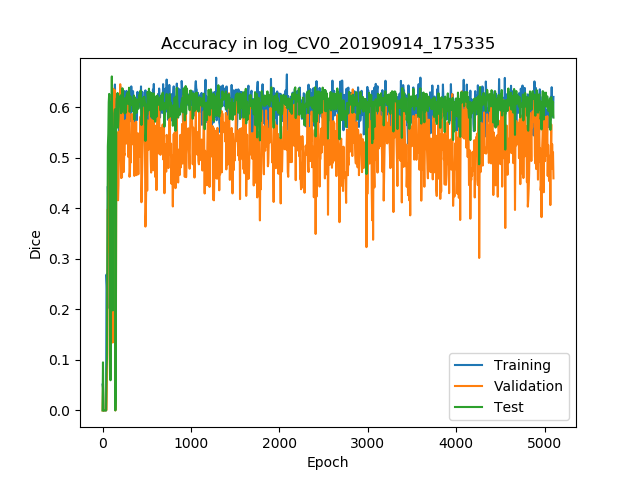 Accuracy in log_CV0_20190914_175335
Dice
0.6
0.5
0.4
0.3
0.2
0.1
0.0
0 1000 2000 3000 4000 5000
Epoch
Training
Validation
Test